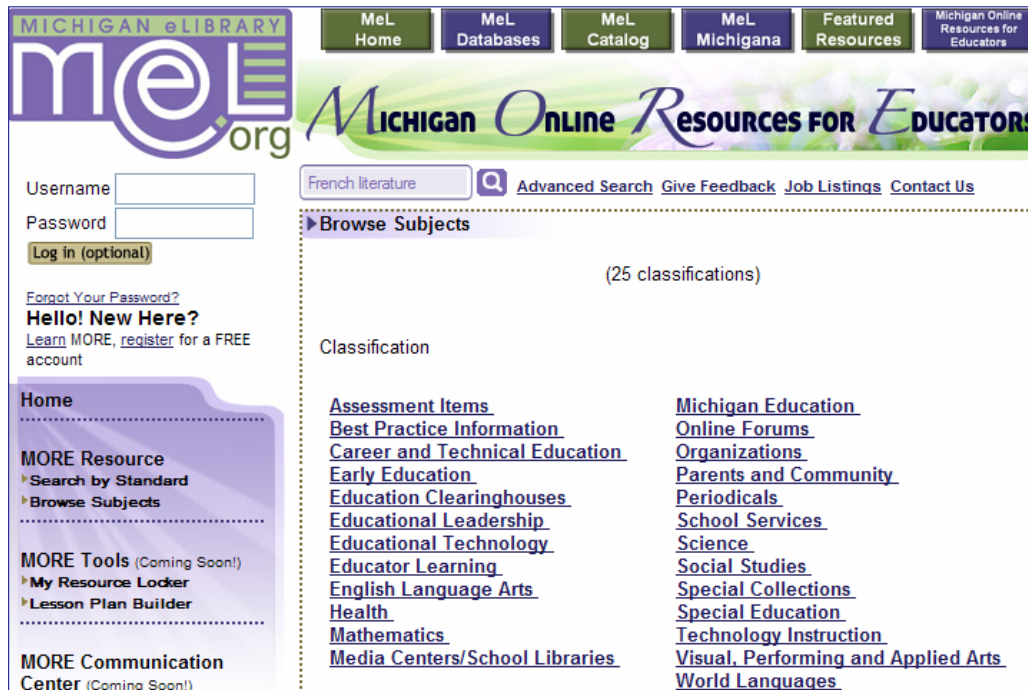 MICHIGAN eLIBRARY
meL
.org
MeL Home
MeL Databases
MeL Catalog
MeL Michigana
Featured Resources
Michigan Online Resources for Educators
MICHIGAN ONLINE RESOURCES FOR EDUCATORS
Username
Password
Log in (optional)
Forgot Your Password?
Hello! New Here?
Learn MORE, register for a FREE
account
Home
MORE Resource
Search by Standard
Browse Subjects
MORE Tools (Coming Soon!)
My Resource Locker
Lesson Plan Builder
MORE Communication
Center (Coming Soon!)
French literature
Advanced Search Give Feedback Job Listings Contact Us
Browse Subjects
(25 classifications)
Classification
Assessment Items
Best Practice Information
Career and Technical Education
Early Education
Education Clearinghouses
Educational Leadership
Educational Technology
Educator Learning
English Language Arts
Health
Mathematics
Media Centers/School Libraries
Michigan Education
Online Forums
Organizations
Parents and Community
Periodicals
School Services
Science
Social Studies
Special Collections
Special Education
Technology Instruction
Visual, Performing and Applied Arts
World Languages